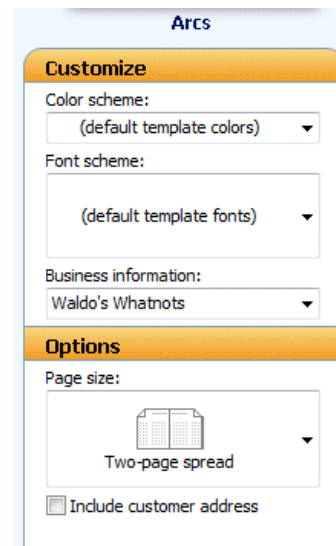 Arcs
Customize
Color scheme:
(default template colors)
Font scheme:
(default template fonts)
Business information:
Waldo's Whatnots
Options
Page size:
Two-page spread
Include customer address